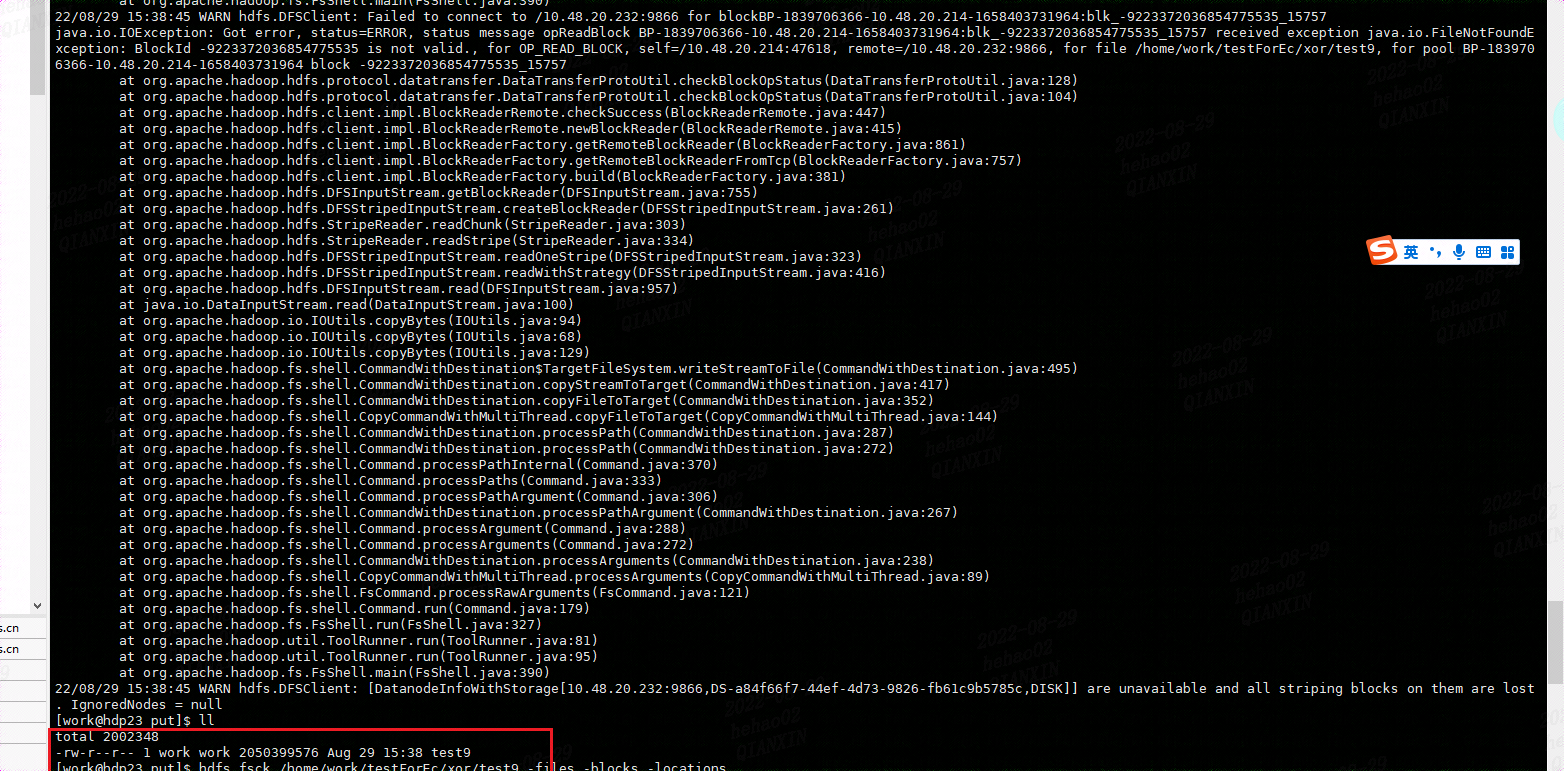 at org.apache.hadoop.fs.FsShell.main(FsShell.java:390)
22/08/29 15:38:45 WARN hdfs.DFSClient: Failed to connect to /10.48.20.232:9866 for blockBP-1839706366-10.48.20.214-1658403731964:blk_-9223372036854775535_15757
java.io.IOException: Got error, status=ERROR, status message opReadBlock BP-1839706366-10.48.20.214-1658403731964:blk_-9223372036854775535_15757 received exception java.io.FileNotFoundE
xception: BlockId -9223372036854775535 is not valid., for OP_READ_BLOCK, self=/10.48.20.214:47618, remote=/10.48.20.232:9866, for file /home/work/testForEc/xor/test9, for pool BP-183970
6366-10.48.20.214-1658403731964 block -9223372036854775535_15757
at org.apache.hadoop.hdfs.protocol.datatransfer.DataTransferProtoUtil.checkBlockOpStatus(DataTransferProtoUtil.java:128)
at org.apache.hadoop.hdfs.protocol.datatransfer.DataTransferProtoUtil.checkBlockOpStatus(DataTransferProtoUtil.java:104)
at org.apache.hadoop.hdfs.client.impl.BlockReaderRemote.checkSuccess(BlockReaderRemote.java:447)
at org.apache.hadoop.hdfs.client.impl.BlockReaderRemote.newBlockReader(BlockReaderRemote.java:415)
at org.apache.hadoop.hdfs.client.impl.BlockReaderFactory.getRemoteBlockReader(BlockReaderFactory.java:861)
at org.apache.hadoop.hdfs.client.impl.BlockReaderFactory.getRemoteBlockReaderFromTcp(BlockReaderFactory.java:757)
at org.apache.hadoop.hdfs.client.impl.BlockReaderFactory.build(BlockReaderFactory.java:381)
at org.apache.hadoop.hdfs.DFSInputStream.getBlockReader(DFSInputStream.java:755)
at org.apache.hadoop.hdfs.DFSStripedInputStream.createBlockReader(DFSStripedInputStream.java:261)
at org.apache.hadoop.hdfs.StripeReader.readChunk(StripeReader.java:303)
at org.apache.hadoop.hdfs.StripeReader.readStripe(StripeReader.java:334)
at org.apache.hadoop.hdfs.DFSStripedInputStream.readOneStripe(DFSStripedInputStream.java:323)
at org.apache.hadoop.hdfs.DFSStripedInputStream.readWithStrategy(DFSStripedInputStream.java:416)
at org.apache.hadoop.hdfs.DFSInputStream.read(DFSInputStream.java:957)
at java.io.DataInputStream.read(DataInputStream.java:100)
at org.apache.hadoop.io.IOUtils.copyBytes(IOUtils.java:94)
at org.apache.hadoop.io.IOUtils.copyBytes(IOUtils.java:68)
at org.apache.hadoop.io.IOUtils.copyBytes(IOUtils.java:129)
at org.apache.hadoop.fs.shell.CommandWithDestination$TargetFileSystem.writeStreamToFile(CommandWithDestination.java:495)
at org.apache.hadoop.fs.shell.CommandWithDestination.copyStreamToTarget(CommandWithDestination.java:417)
at org.apache.hadoop.fs.shell.CommandWithDestination.copyFileToTarget(CommandWithDestination.java:352)
at org.apache.hadoop.fs.shell.CopyCommandWithMultiThread.copyFileToTarget(CopyCommandWithMultiThread.java:144)
at org.apache.hadoop.fs.shell.CommandWithDestination.processPath(CommandWithDestination.java:287)
at org.apache.hadoop.fs.shell.CommandWithDestination.processPath(CommandWithDestination.java:272)
at org.apache.hadoop.fs.shell.Command.processPathInternal(Command.java:370)
at org.apache.hadoop.fs.shell.Command.processPaths(Command.java:333)
at org.apache.hadoop.fs.shell.Command.processPathArgument(Command.java:306)
at org.apache.hadoop.fs.shell.CommandWithDestination.processPathArgument(CommandWithDestination.java:267)
at org.apache.hadoop.fs.shell.Command.processArgument(Command.java:288)
at org.apache.hadoop.fs.shell.Command.processArguments(Command.java:272)
at org.apache.hadoop.fs.shell.CommandWithDestination.processArguments(CommandWithDestination.java:238)
at org.apache.hadoop.fs.shell.CopyCommandWithMultiThread.processArguments(CopyCommandWithMultiThread.java:89)
at org.apache.hadoop.fs.shell.FsCommand.processRawArguments(FsCommand.java:121)
at org.apache.hadoop.fs.shell.Command.run(Command.java:179)
at org.apache.hadoop.fs.FsShell.run(FsShell.java:327)
at org.apache.hadoop.util.ToolRunner.run(ToolRunner.java:81)
at org.apache.hadoop.util.ToolRunner.run(ToolRunner.java:95)
at org.apache.hadoop.fs.FsShell.main(FsShell.java:390)
22/08/29 15:38:45 WARN hdfs.DFSClient: [DatanodeInfoWithStorage[10.48.20.232:9866,DS-a84f66f7-44ef-4d73-9826-fb61c9b5785c,DISK]] are unavailable and all striping blocks on them are lost
. IgnoredNodes = null
[work@hdp23 put]$ ll
total 2002348
-rw-r--r-- 1 work work 2050399576 Aug 29 15:38 test9
[work@hdp23 put]$ hdfs fsck /home/work/testForEc/xor/test9 -files -blocks -locations
s.cn
s.cn
英
2022-08-29
hehao02
QIANXIN